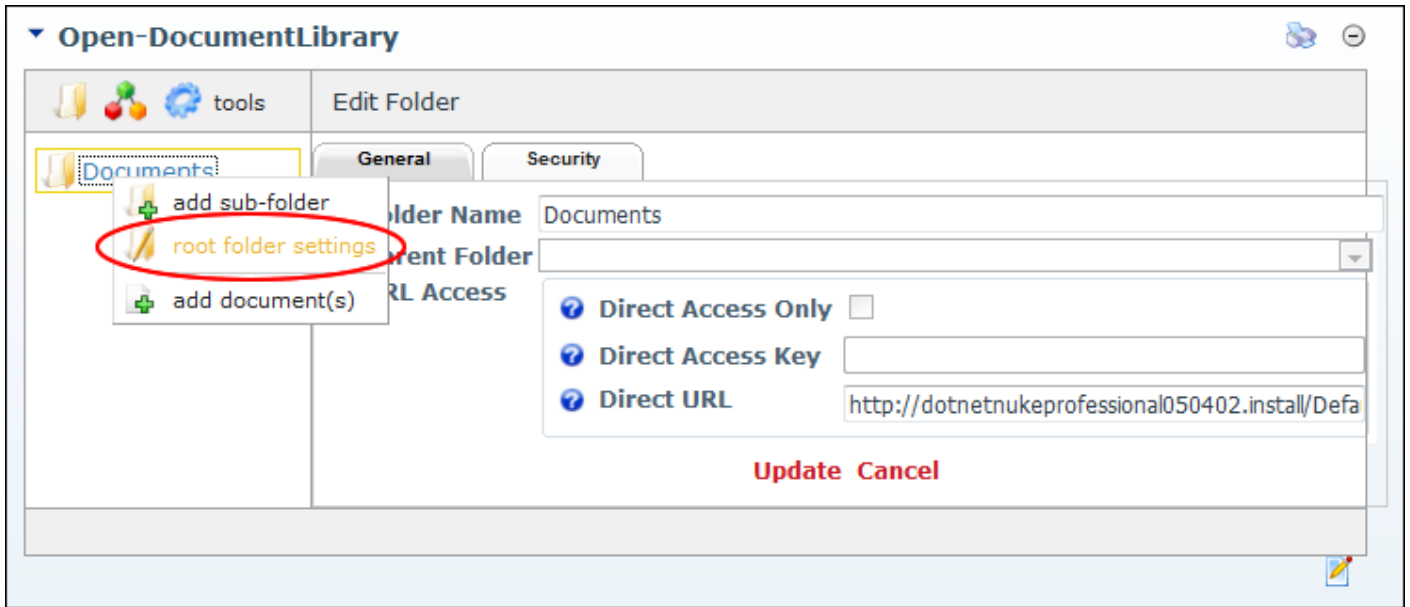 Open-DocumentLibrary
tools
Edit Folder
Documents
General
Security
add sub-folder
root folder settings
add document(s)
lder Name
Documents
rent Folder
RL Access
Direct Access Only
Direct Access Key
Direct URL
http://dotnetnukeprofessional050402.install/Defa
Update Cancel